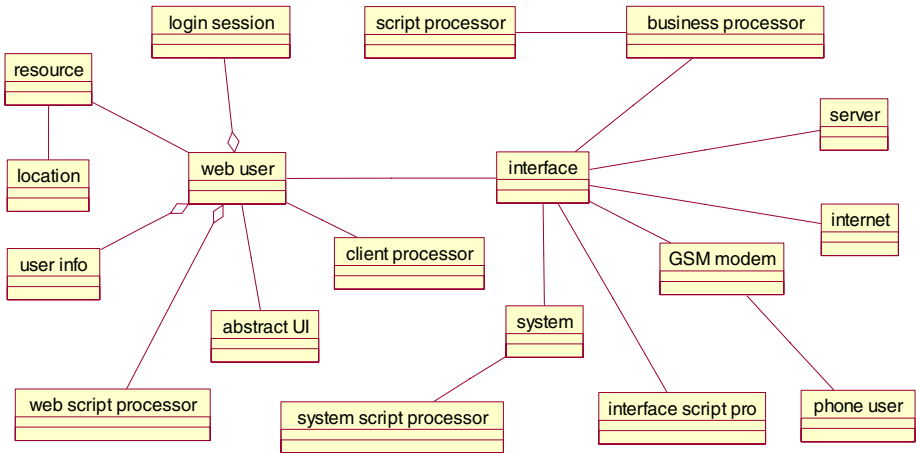 login session
script processor
business processor
resource
server
location
web user
interface
internet
user info
client processor
GSM modem
abstract UI
system
web script processor
system script processor
interface script pro
phone user